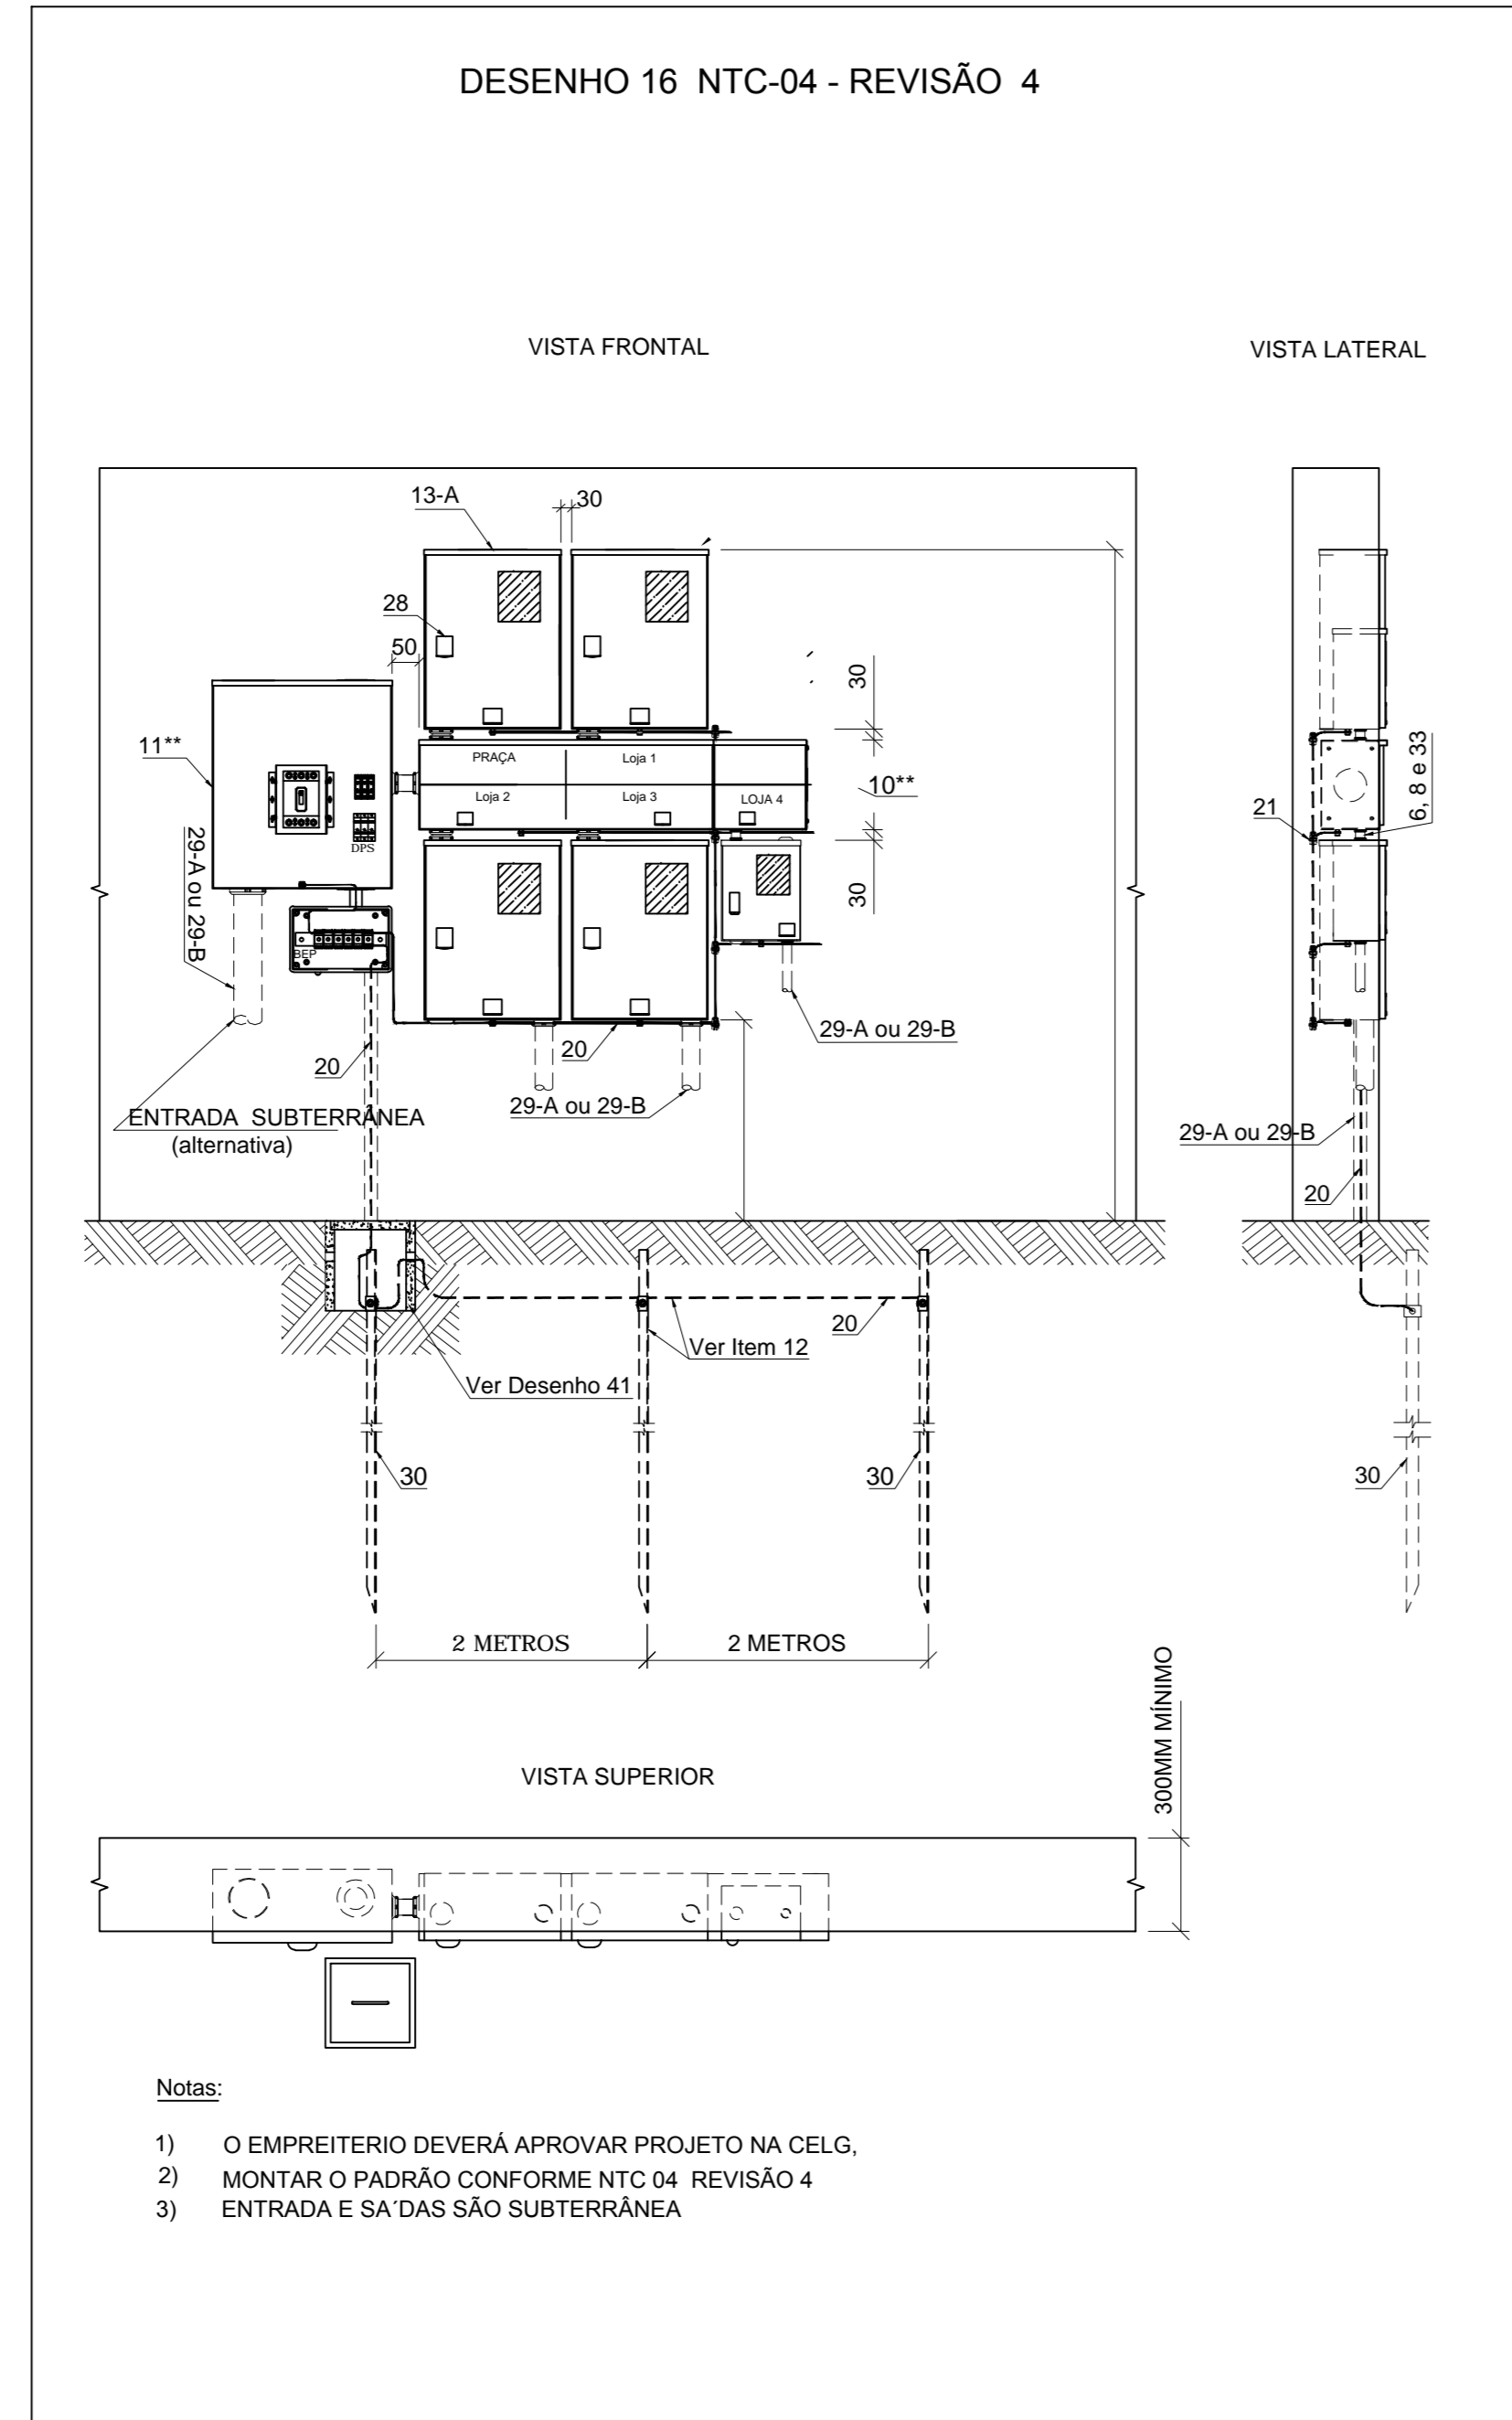 DESENHO 16 NTC-04 - REVISÃO 4
VISTA FRONTAL
VISTA LATERAL
13-A
30
28
50
30
11**
PRAÇA
Loja 1
10**
Loja 2
Loja 3
LOJA 4
6, 8 e 33
21
DPS
29-A ou 29-B
30
BEP
29-A ou 29-B
20
20
29-A ou 29-B
ENTRADA SUBTERRÂNEA
(alternativa)
29-A ou 29-B
20
20
Ver Item 12
Ver Desenho 41
30
30
30
2 METROS
2 METROS
300MM MÍNIMO
VISTA SUPERIOR
Notas:
1) O EMPREITERIO DEVERÁ APROVAR PROJETO NA CELG,
2) MONTAR O PADRÃO CONFORME NTC 04 REVISÃO 4
3) ENTRADA E SA´DAS SÃO SUBTERRÂNEA